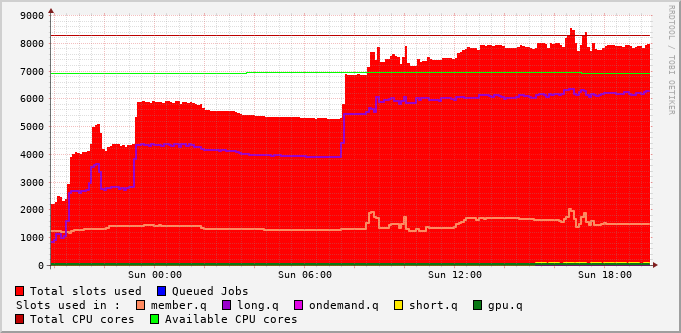 9000
8000
7000
6000
5000
4000
3000
2000
1000
0
Sun 00:00 Sun 06:00 Sun 12:00 Sun 18:00
Total slots used Queued Jobs
Slots used in : member.q long.q ondemand.q short.q gpu.q
Total CPU cores Available CPU cores
RRDTOOL / TOBI OETIKER